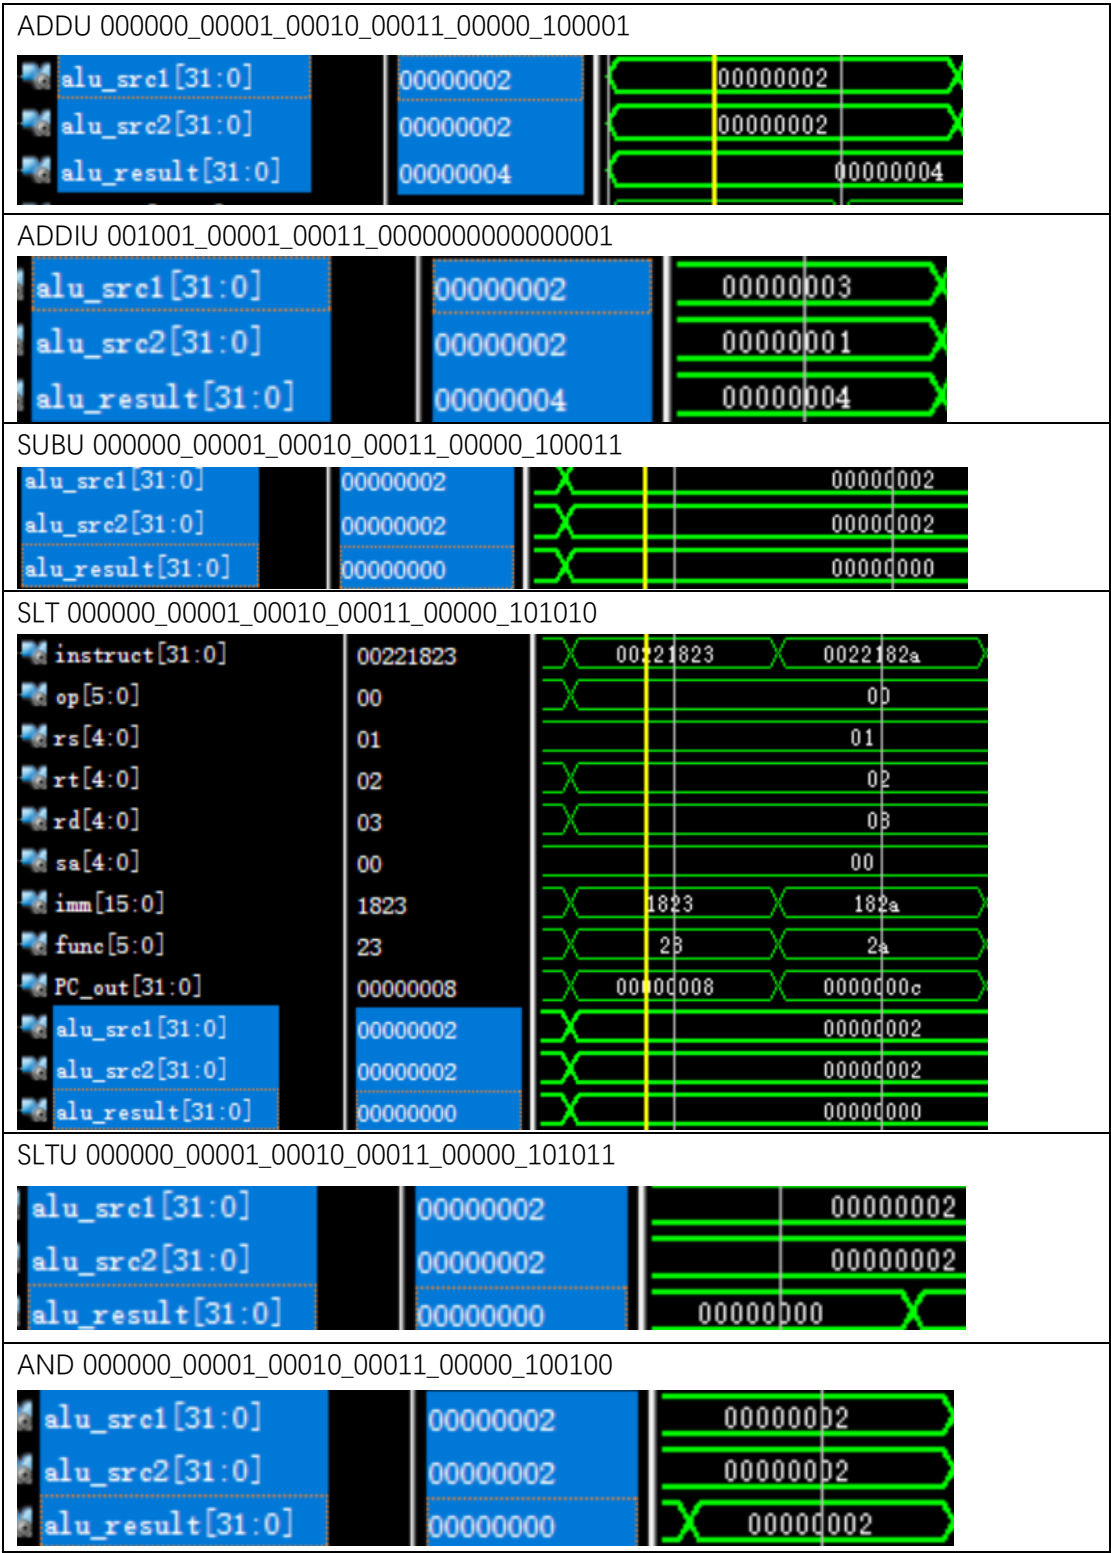 ADDU 000000_00001_00010_00011_00000_100001
alu_src1[31:0] 00000002 00000002
alu_src2[31:0] 00000002 00000002
alu_result[31:0] 00000004 00000004
ADDIU 001001_00001_00011_0000000000000001
alu_src1[31:0] 00000002 00000003
alu_src2[31:0] 00000002 00000001
alu_result[31:0] 00000004 00000004
SUBU 000000_00001_00010_00011_00000_100011
alu_src1[31:0] 00000002 00000002
alu_src2[31:0] 00000002 00000002
alu_result[31:0] 00000000 00000000
SLT 000000_00001_00010_00011_00000_101010
instruct[31:0] 00221823 00221823 0022182a
op[5:0] 00 00
rs[4:0] 01 01
rt[4:0] 02 02
rd[4:0] 03 03
sa[4:0] 00 00
imm[15:0] 1823 1823 182a
func[5:0] 23 23 2a
PC_out[31:0] 00000008 00000008 0000000c
alu_src1[31:0] 00000002 00000002
alu_src2[31:0] 00000002 00000002
alu_result[31:0] 00000000 00000000
SLTU 000000_00001_00010_00011_00000_101011
alu_src1[31:0] 00000002 00000002
alu_src2[31:0] 00000002 00000002
alu_result[31:0] 00000000 00000000
AND 000000_00001_00010_00011_00000_100100
alu_src1[31:0] 00000002 00000002
alu_src2[31:0] 00000002 00000002
alu_result[31:0] 00000000 00000002